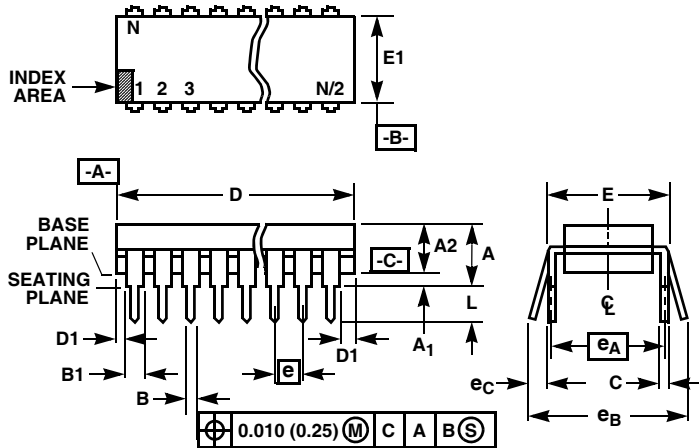 N
E1
INDEX
AREA
1 2 3 N/2
-B-
-A-
D
E
BASE
PLANE
A2
A
-C-
SEATING
PLANE
L
C
L
D1
A1
D1
eA
B1
e
eC
C
B
eB
0.010 (0.25) M C A B S